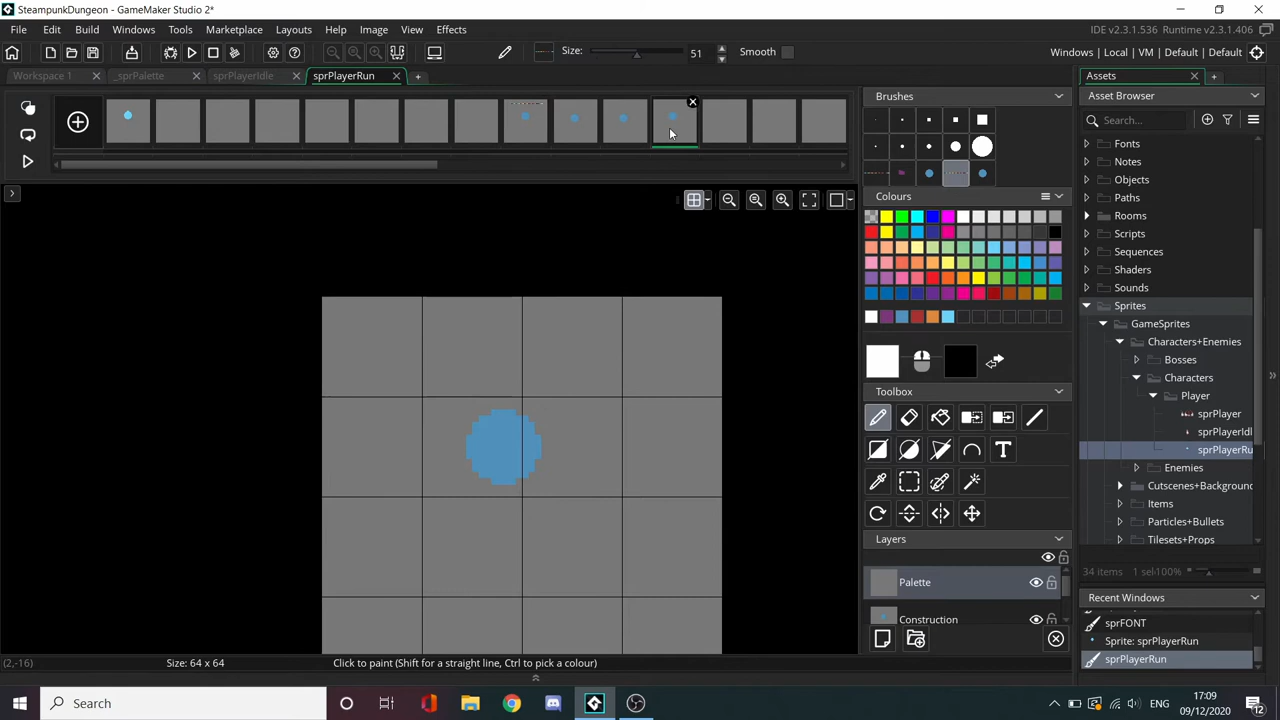 SteampunkDungeon - GameMaker Studio 2*
File Edit Build Windows Tools Marketplace Layouts Help Image View Effects
IDE v2.3.1.536 Runtime v2.3.1.406
Size: 51 Smooth
Windows | Local | VM | Default | Default
Workspace 1 _sprPalette sprPlayerIdle sprPlayerRun
Assets
Asset Browser
Search...
Fonts
Notes
Objects
Paths
Rooms
Scripts
Sequences
Shaders
Sounds
Sprites
GameSprites
Characters+Enemies
Bosses
Characters
Player
sprPlayer
sprPlayerIdl
sprPlayerRu
Enemies
Cutscenes+Background
Items
Particles+Bullets
Tilesets+Props
34 items 1 sel100%
Recent Windows
sprFONT
Sprite: sprPlayerRun
sprPlayerRun
Brushes
Colours
Toolbox
T
Layers
Palette
Construction
(2,-16) Size: 64 x 64 Click to paint (Shift for a straight line, Ctrl to pick a colour)
Search
ENG
17:09
09/12/2020
12